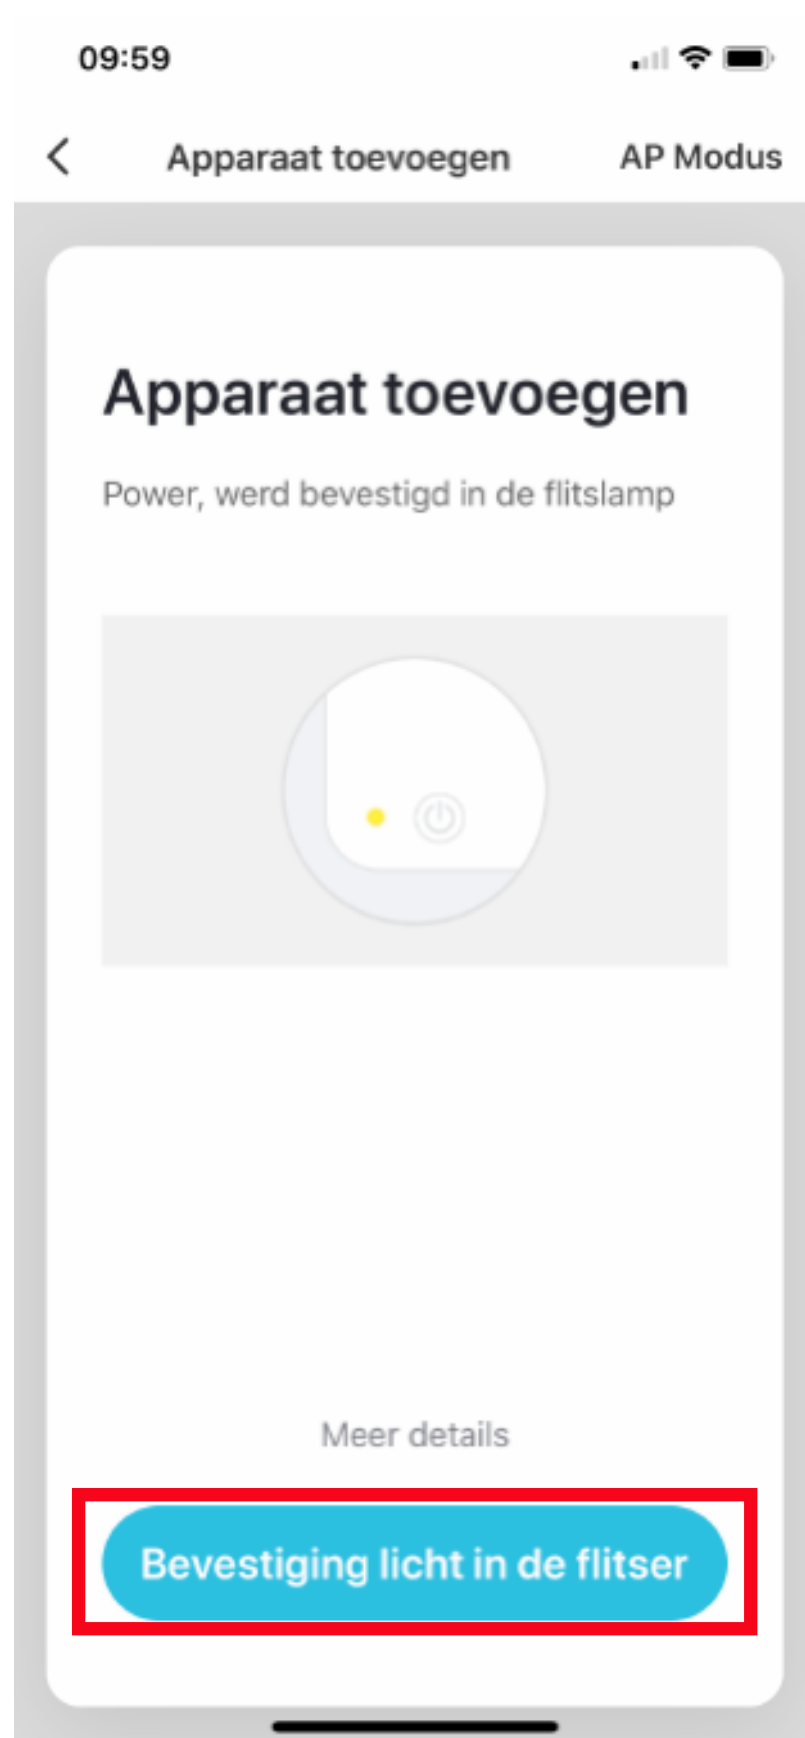 09:59
Apparaat toevoegen
AP Modus
Apparaat toevoegen
Power, werd bevestigd in de flitslamp
Meer details
Bevestiging licht in de flitser